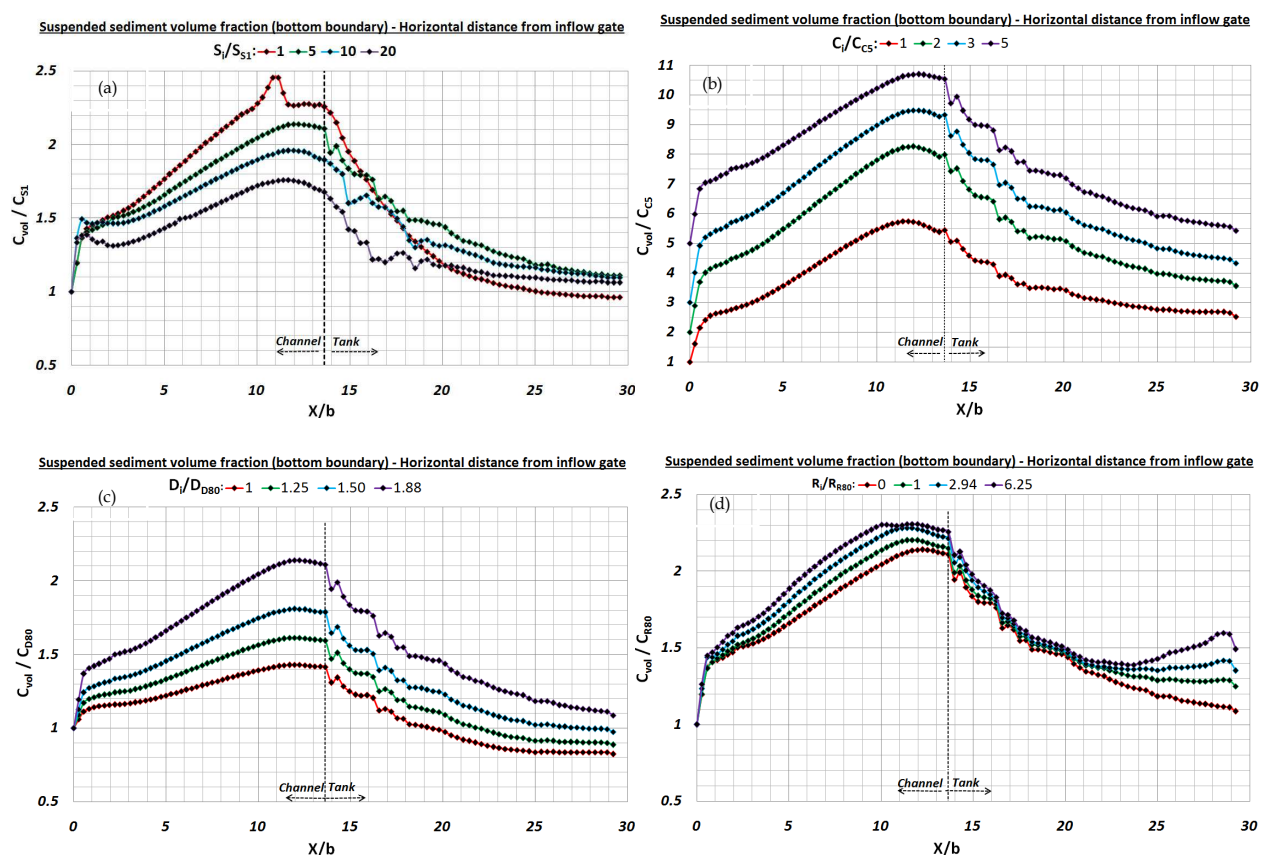 Suspended sediment volume fraction (bottom boundary) - Horizontal distance from inflow gate
Si/SS1: 1 5 10 20
(a)
2.5
2
1.5
1
0.5
Cvol / CS1
Channel Tank
0 5 10 15 20 25 30
X/b
Suspended sediment volume fraction (bottom boundary) - Horizontal distance from inflow gate
Ci/CC5: 1 2 3 5
(b)
11
10
9
8
7
6
5
4
3
2
1
Cvol / CC5
Channel Tank
0 5 10 15 20 25 30
X/b
Suspended sediment volume fraction (bottom boundary) - Horizontal distance from inflow gate
Di/DD80: 1 1.25 1.50 1.88
(c)
2.5
2
1.5
1
0.5
Cvol / CD80
Channel Tank
0 5 10 15 20 25 30
X/b
Suspended sediment volume fraction (bottom boundary) - Horizontal distance from inflow gate
Ri/RR80: 0 1 2.94 6.25
(d)
2.5
2
1.5
1
0.5
Cvol / CR80
Channel Tank
0 5 10 15 20 25 30
X/b